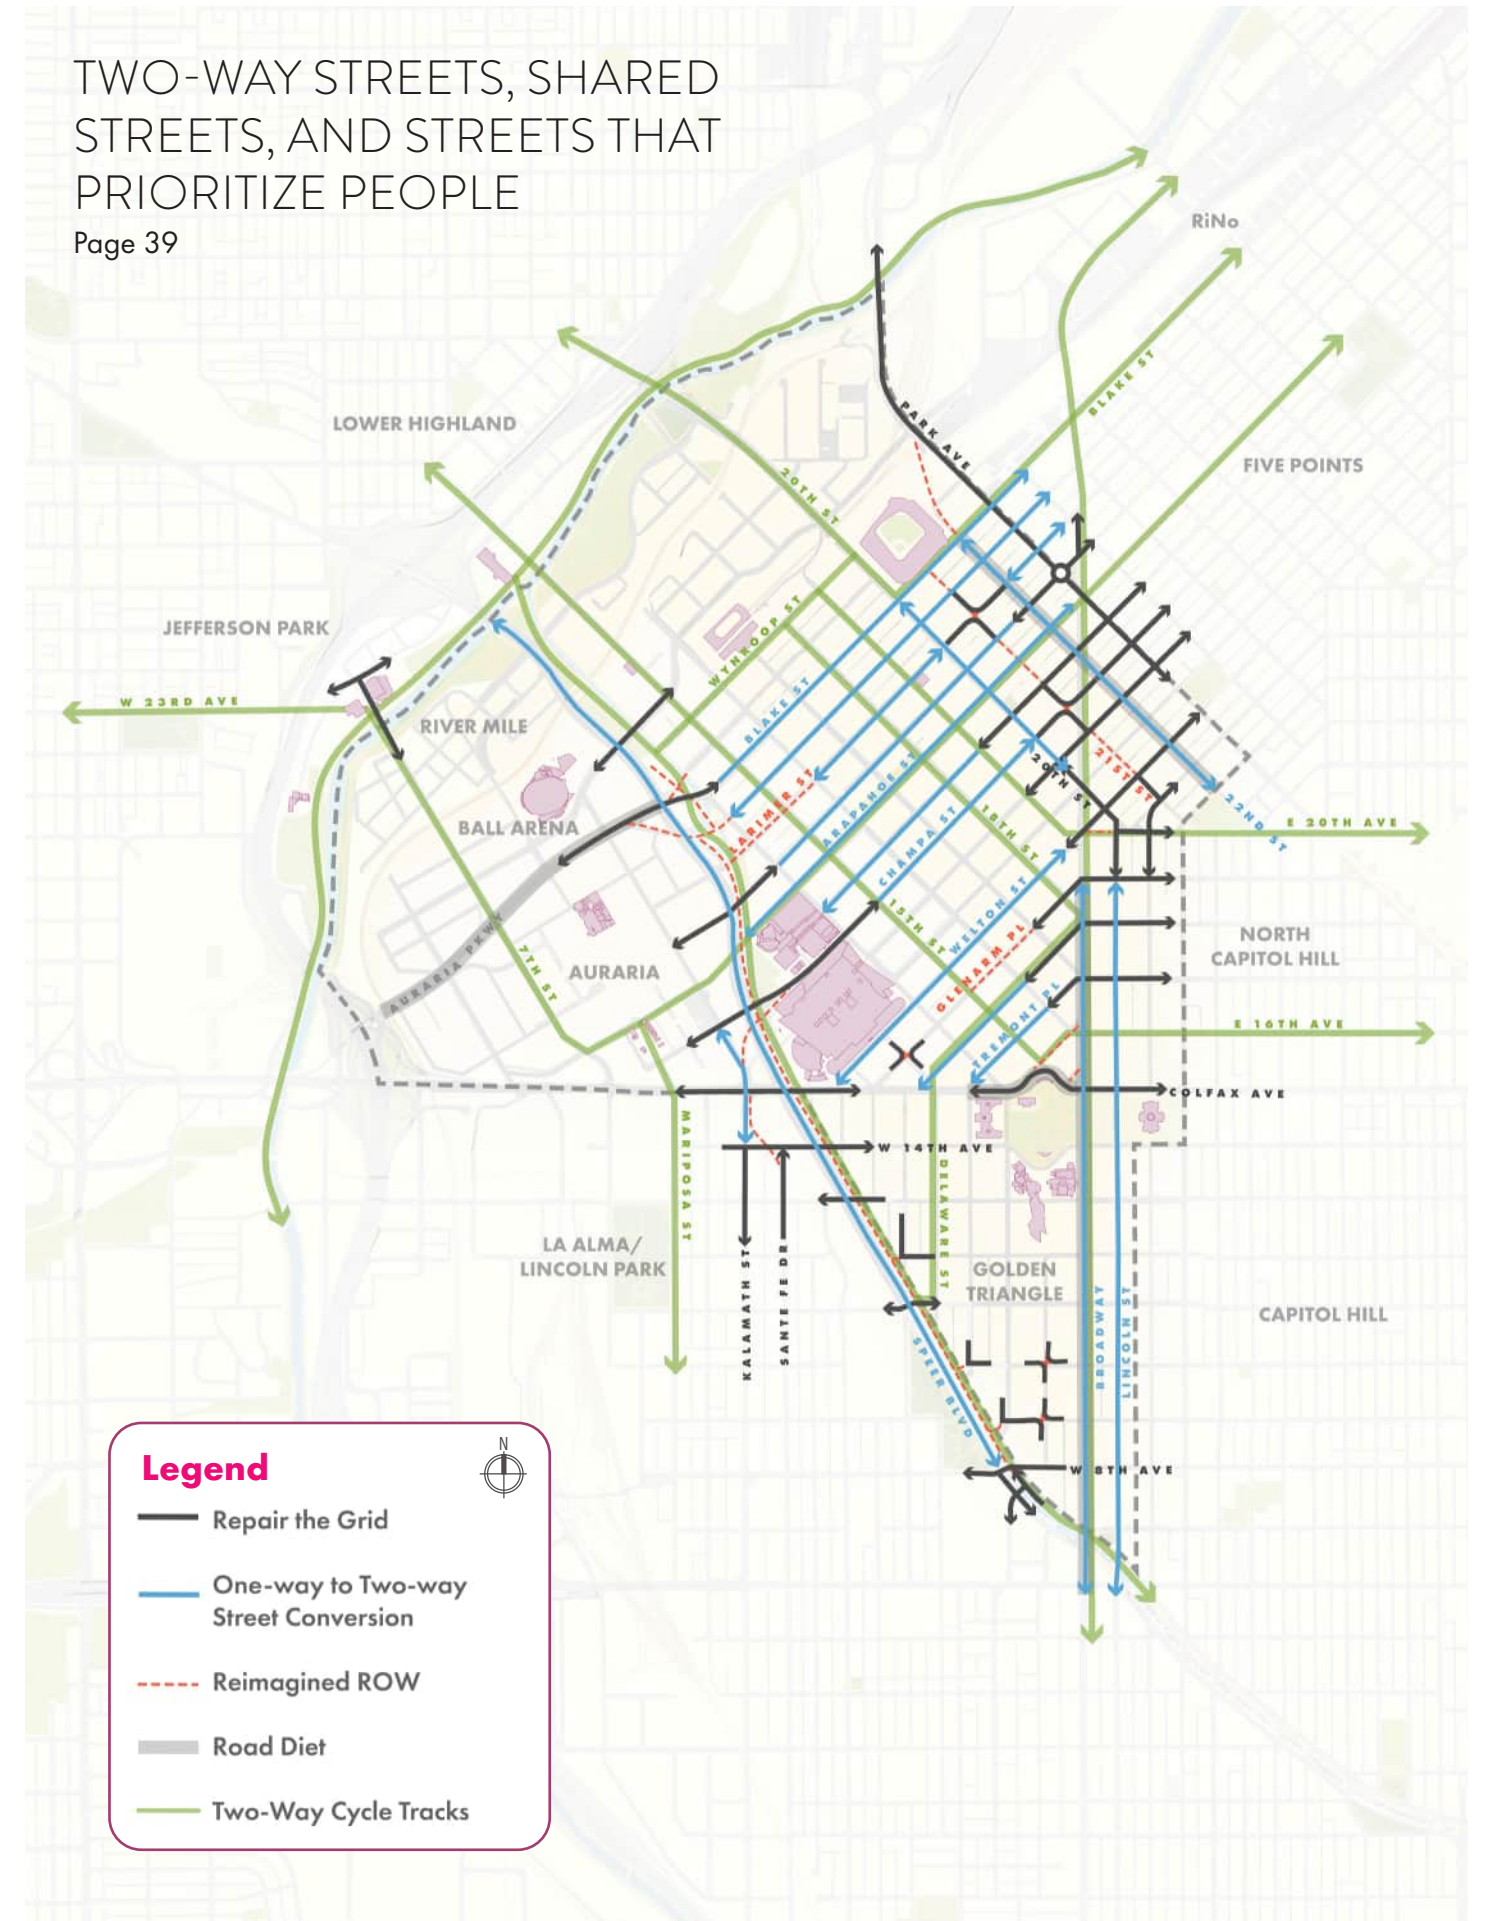 TWO-WAY STREETS, SHARED
STREETS, AND STREETS THAT
PRIORITIZE PEOPLE
Page 39
RiNo
BLAKE ST
PARK AVE
LOWER HIGHLAND
FIVE POINTS
20TH ST
JEFFERSON PARK
WYNKOOP ST
W 23RD AVE
RIVER MILE
BLAKE ST
20TH ST
21ST ST
22ND ST
LARIMER ST
ARAPAHOE ST
CHAMPA ST
18TH ST
E 20TH AVE
BALL ARENA
15TH ST
WELTON ST
GLENARM PL
TREMONT PL
AURARIA PKWY
7TH ST
AURARIA
NORTH
CAPITOL HILL
E 16TH AVE
COLFAX AVE
MARIPOSA ST
W 14TH AVE
DELAWARE ST
LA ALMA/
LINCOLN PARK
KALAMATH ST
SANTE FE DR
GOLDEN
TRIANGLE
BROADWAY
LINCOLN ST
CAPITOL HILL
SPEER BLVD
W 8TH AVE
Legend
N
Repair the Grid
One-way to Two-way
Street Conversion
Reimagined ROW
Road Diet
Two-Way Cycle Tracks